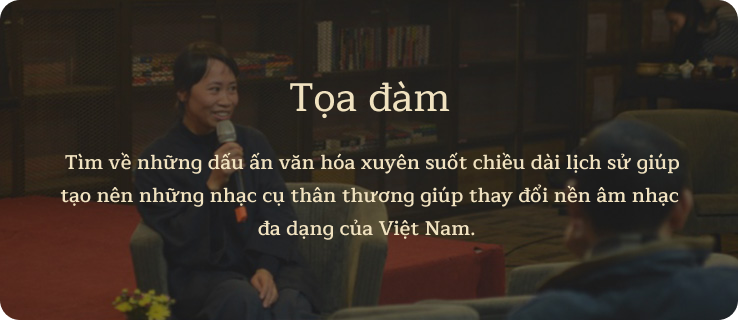 Tọa đàm
Tìm về những dấu ấn văn hóa xuyên suốt chiều dài lịch sử giúp
tạo nên những nhạc cụ thân thương giúp thay đổi nền âm nhạc
đa dạng của Việt Nam.